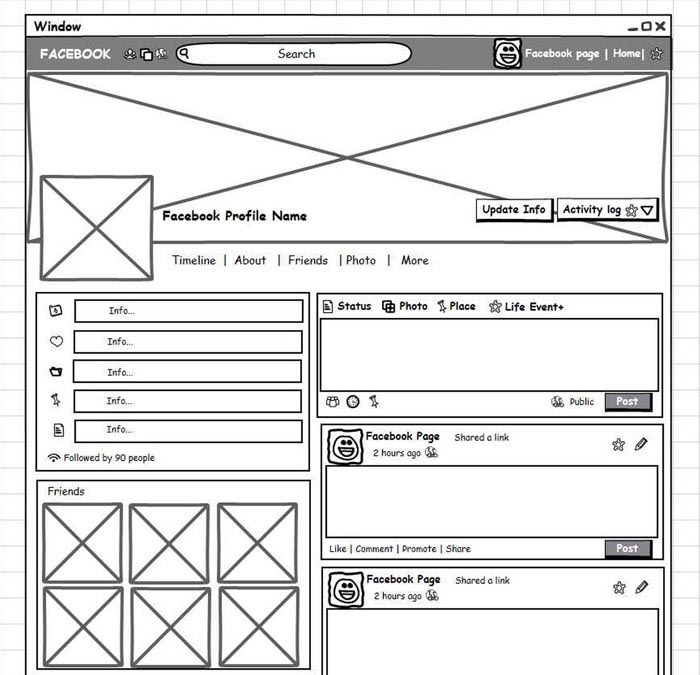 Window
FACEBOOK Search Facebook page | Home|
Facebook Profile Name
Update Info Activity log
Timeline | About | Friends | Photo | More
Info...
Info...
Info...
Info...
Info...
Followed by 90 people
Friends
Status Photo Place Life Event+
Public Post
Facebook Page Shared a link
2 hours ago
Like | Comment | Promote | Share Post
Facebook Page Shared a link
2 hours ago